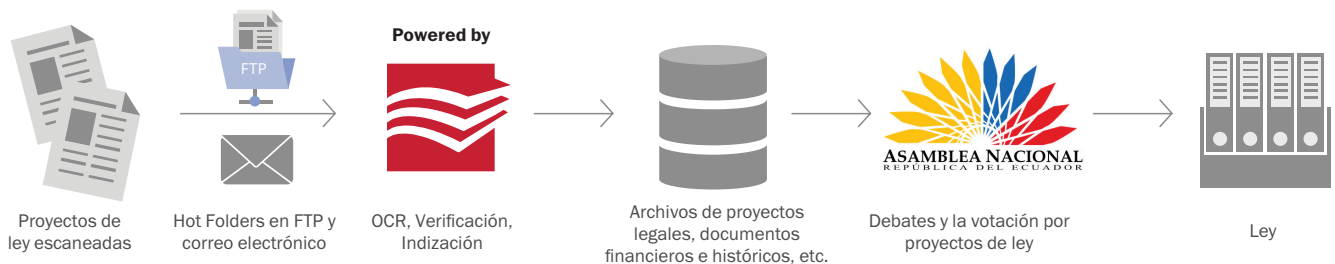 Powered by
FTP
ASAMBLEA NACIONAL
REPÚBLICA DEL ECUADOR
Proyectos de
ley escaneadas
Hot Folders en FTP y
correo electrónico
OCR, Verificación,
Indización
Archivos de proyectos
legales, documentos
financieros e históricos, etc.
Debates y la votación por
proyectos de ley
Ley